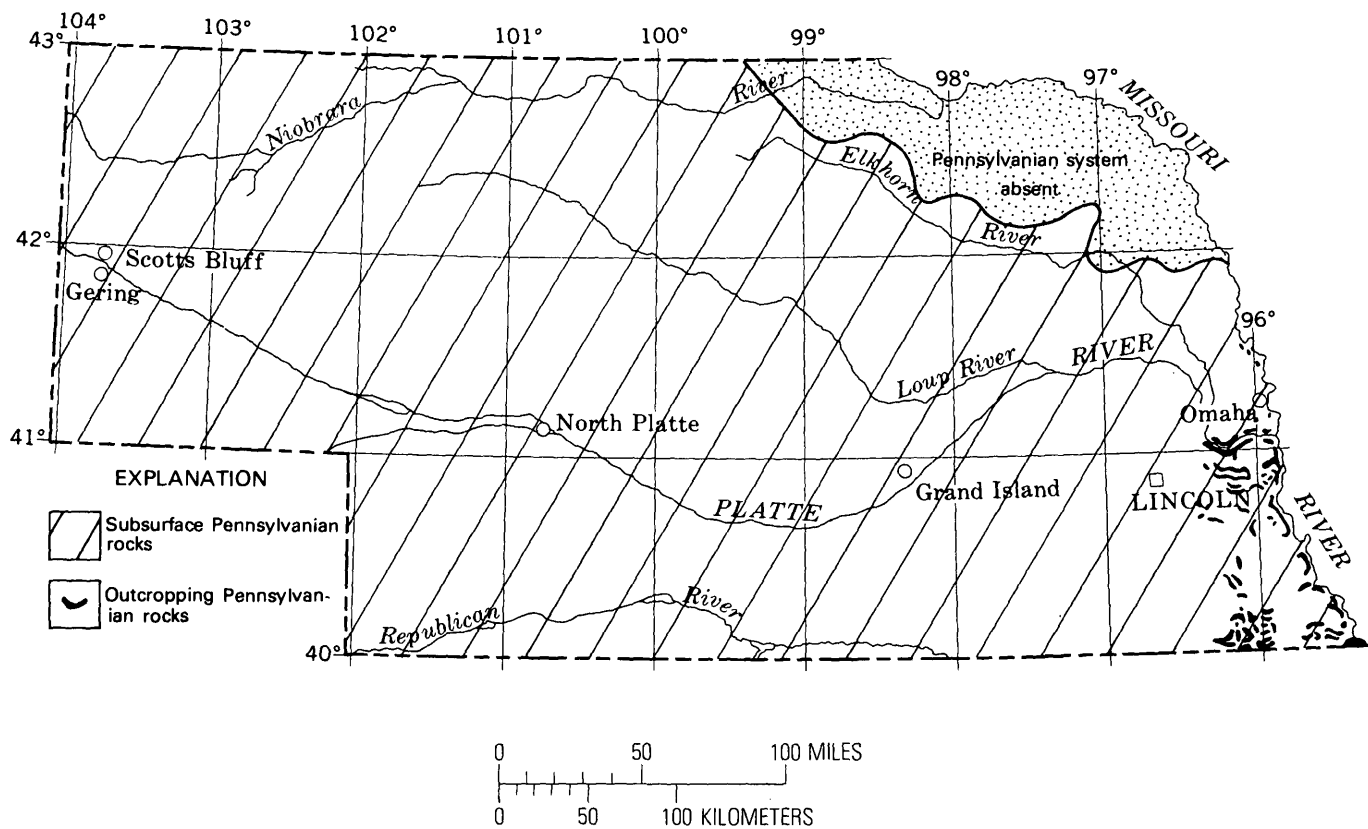 104°
103°
102°
101°
100°
99°
98°
97°
96°
43°
42°
41°
40°
MISSOURI
RIVER
Niobrara
River
Elkhorn
River
Pennsylvanian system
absent
Scotts Bluff
Gering
Loup River
RIVER
Omaha
North Platte
Grand Island
LINCOLN
PLATTE
Republican
River
EXPLANATION
Subsurface Pennsylvanian
rocks
Outcropping Pennsylvan-
ian rocks
0 50 100 MILES
0 50 100 KILOMETERS